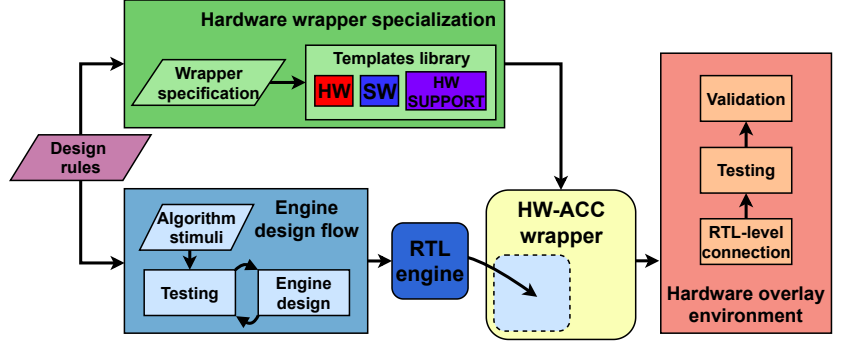 Hardware wrapper specialization
Wrapper
specification
Templates library
HW
SW
HW
SUPPORT
Design
rules
Engine
design flow
Algorithm
stimuli
Testing
Engine
design
RTL
engine
HW-ACC
wrapper
Validation
Testing
RTL-level
connection
Hardware overlay
environment